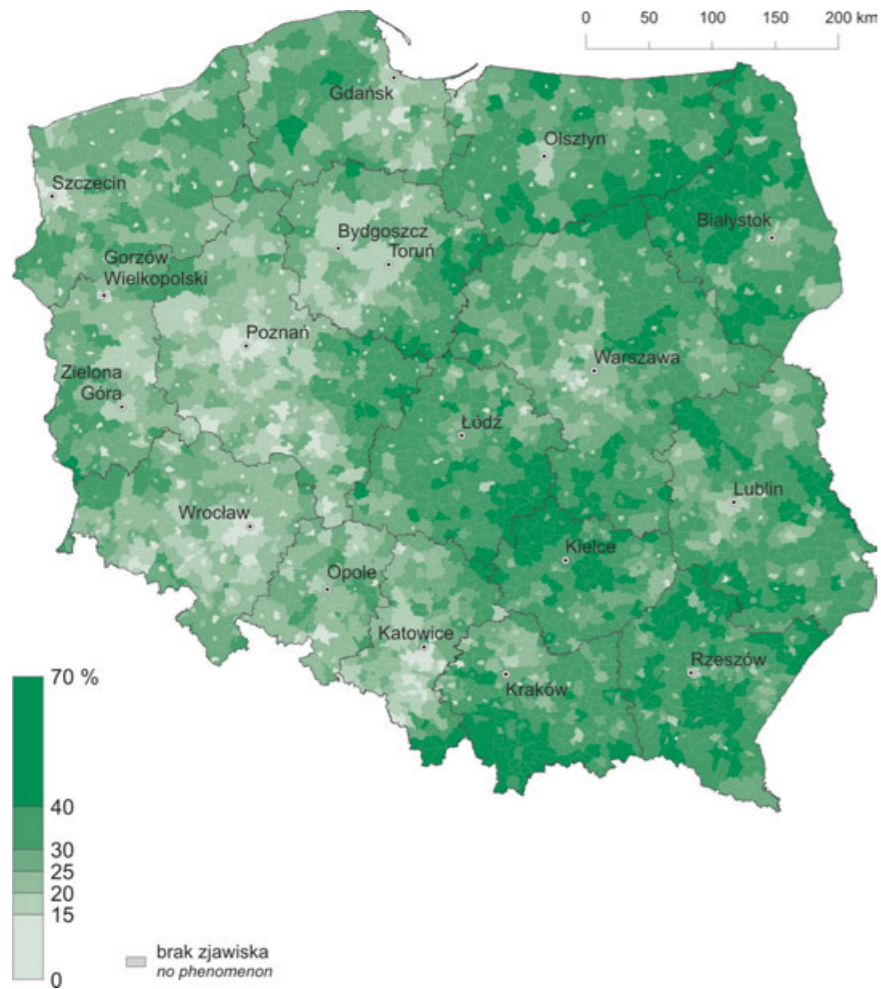 0 50 100 150 200 km
Gdańsk
Olsztyn
Szczecin
Białystok
Bydgoszcz
Toruń
Gorzów
Wielkopolski
Poznań
Warszawa
Zielona
Góra
Łódź
Lublin
Wrocław
Kielce
Opole
Katowice
Rzeszów
Kraków
70 %
40
30
25
20
15
0
brak zjawiska
no phenomenon